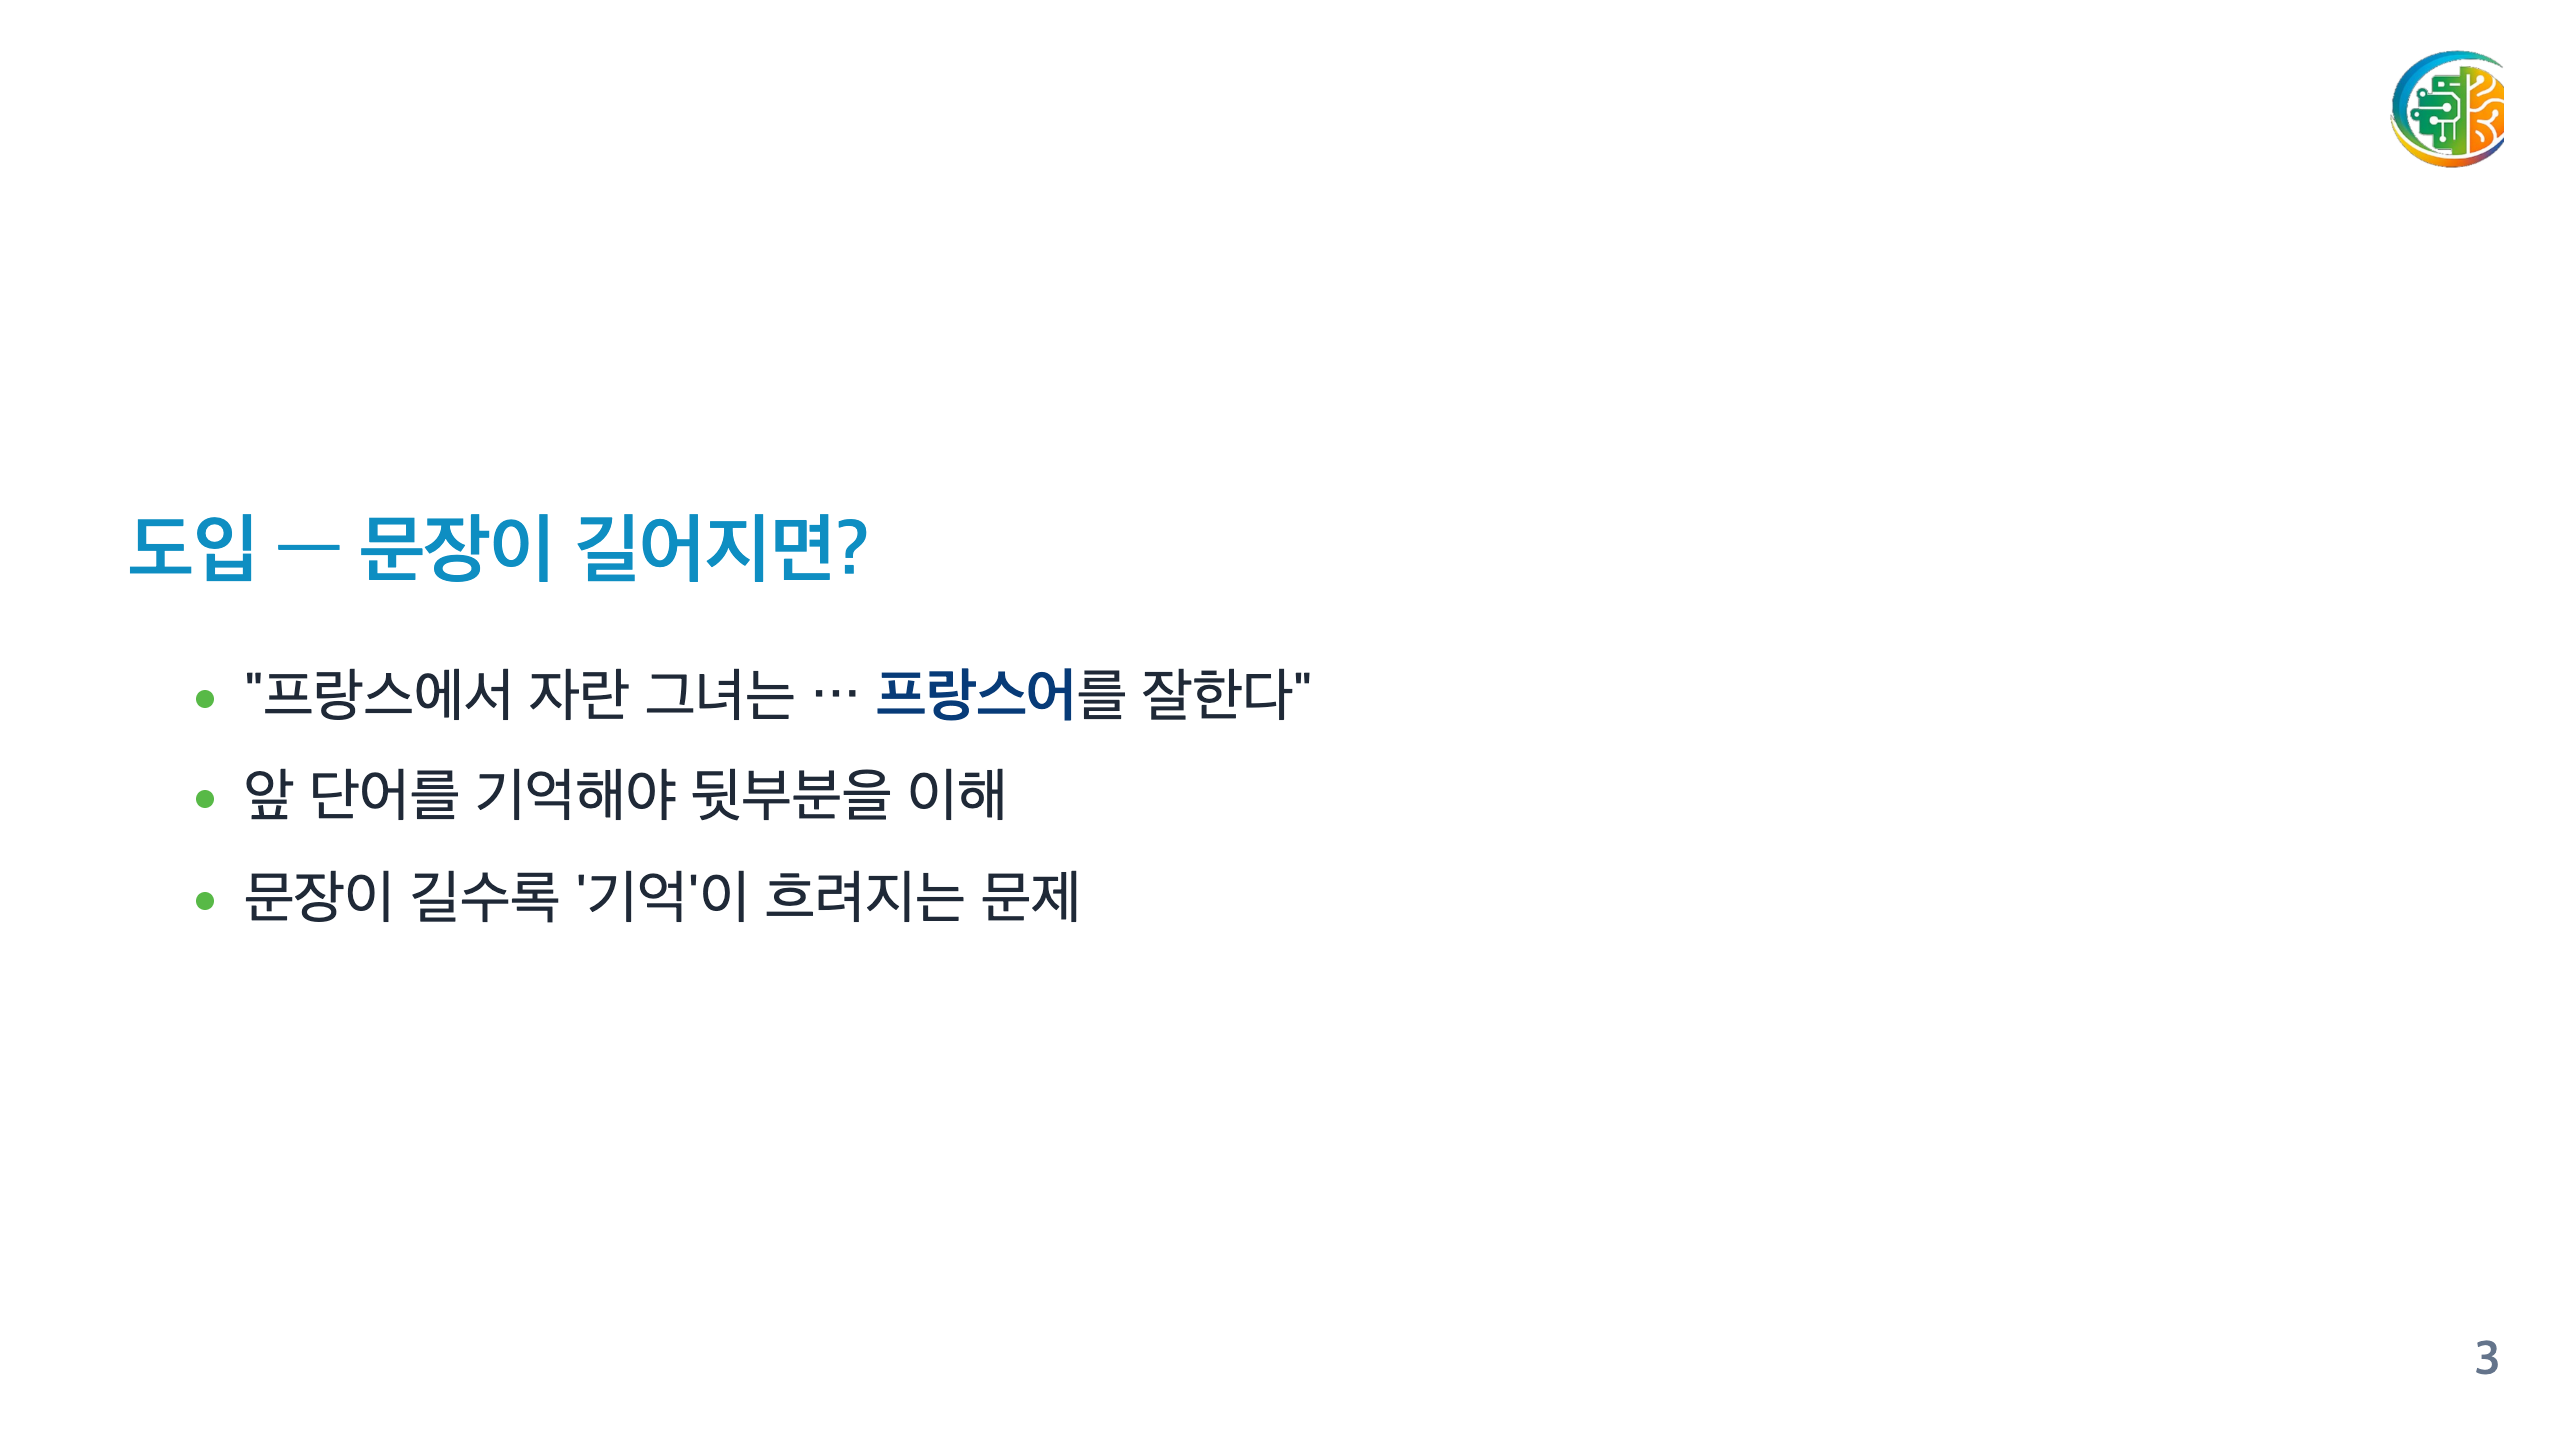 도입 — 문장이 길어지면?
"프랑스에서 자란 그녀는 … 프랑스어를 잘한다"
앞 단어를 기억해야 뒷부분을 이해
문장이 길수록 '기억'이 흐려지는 문제
3